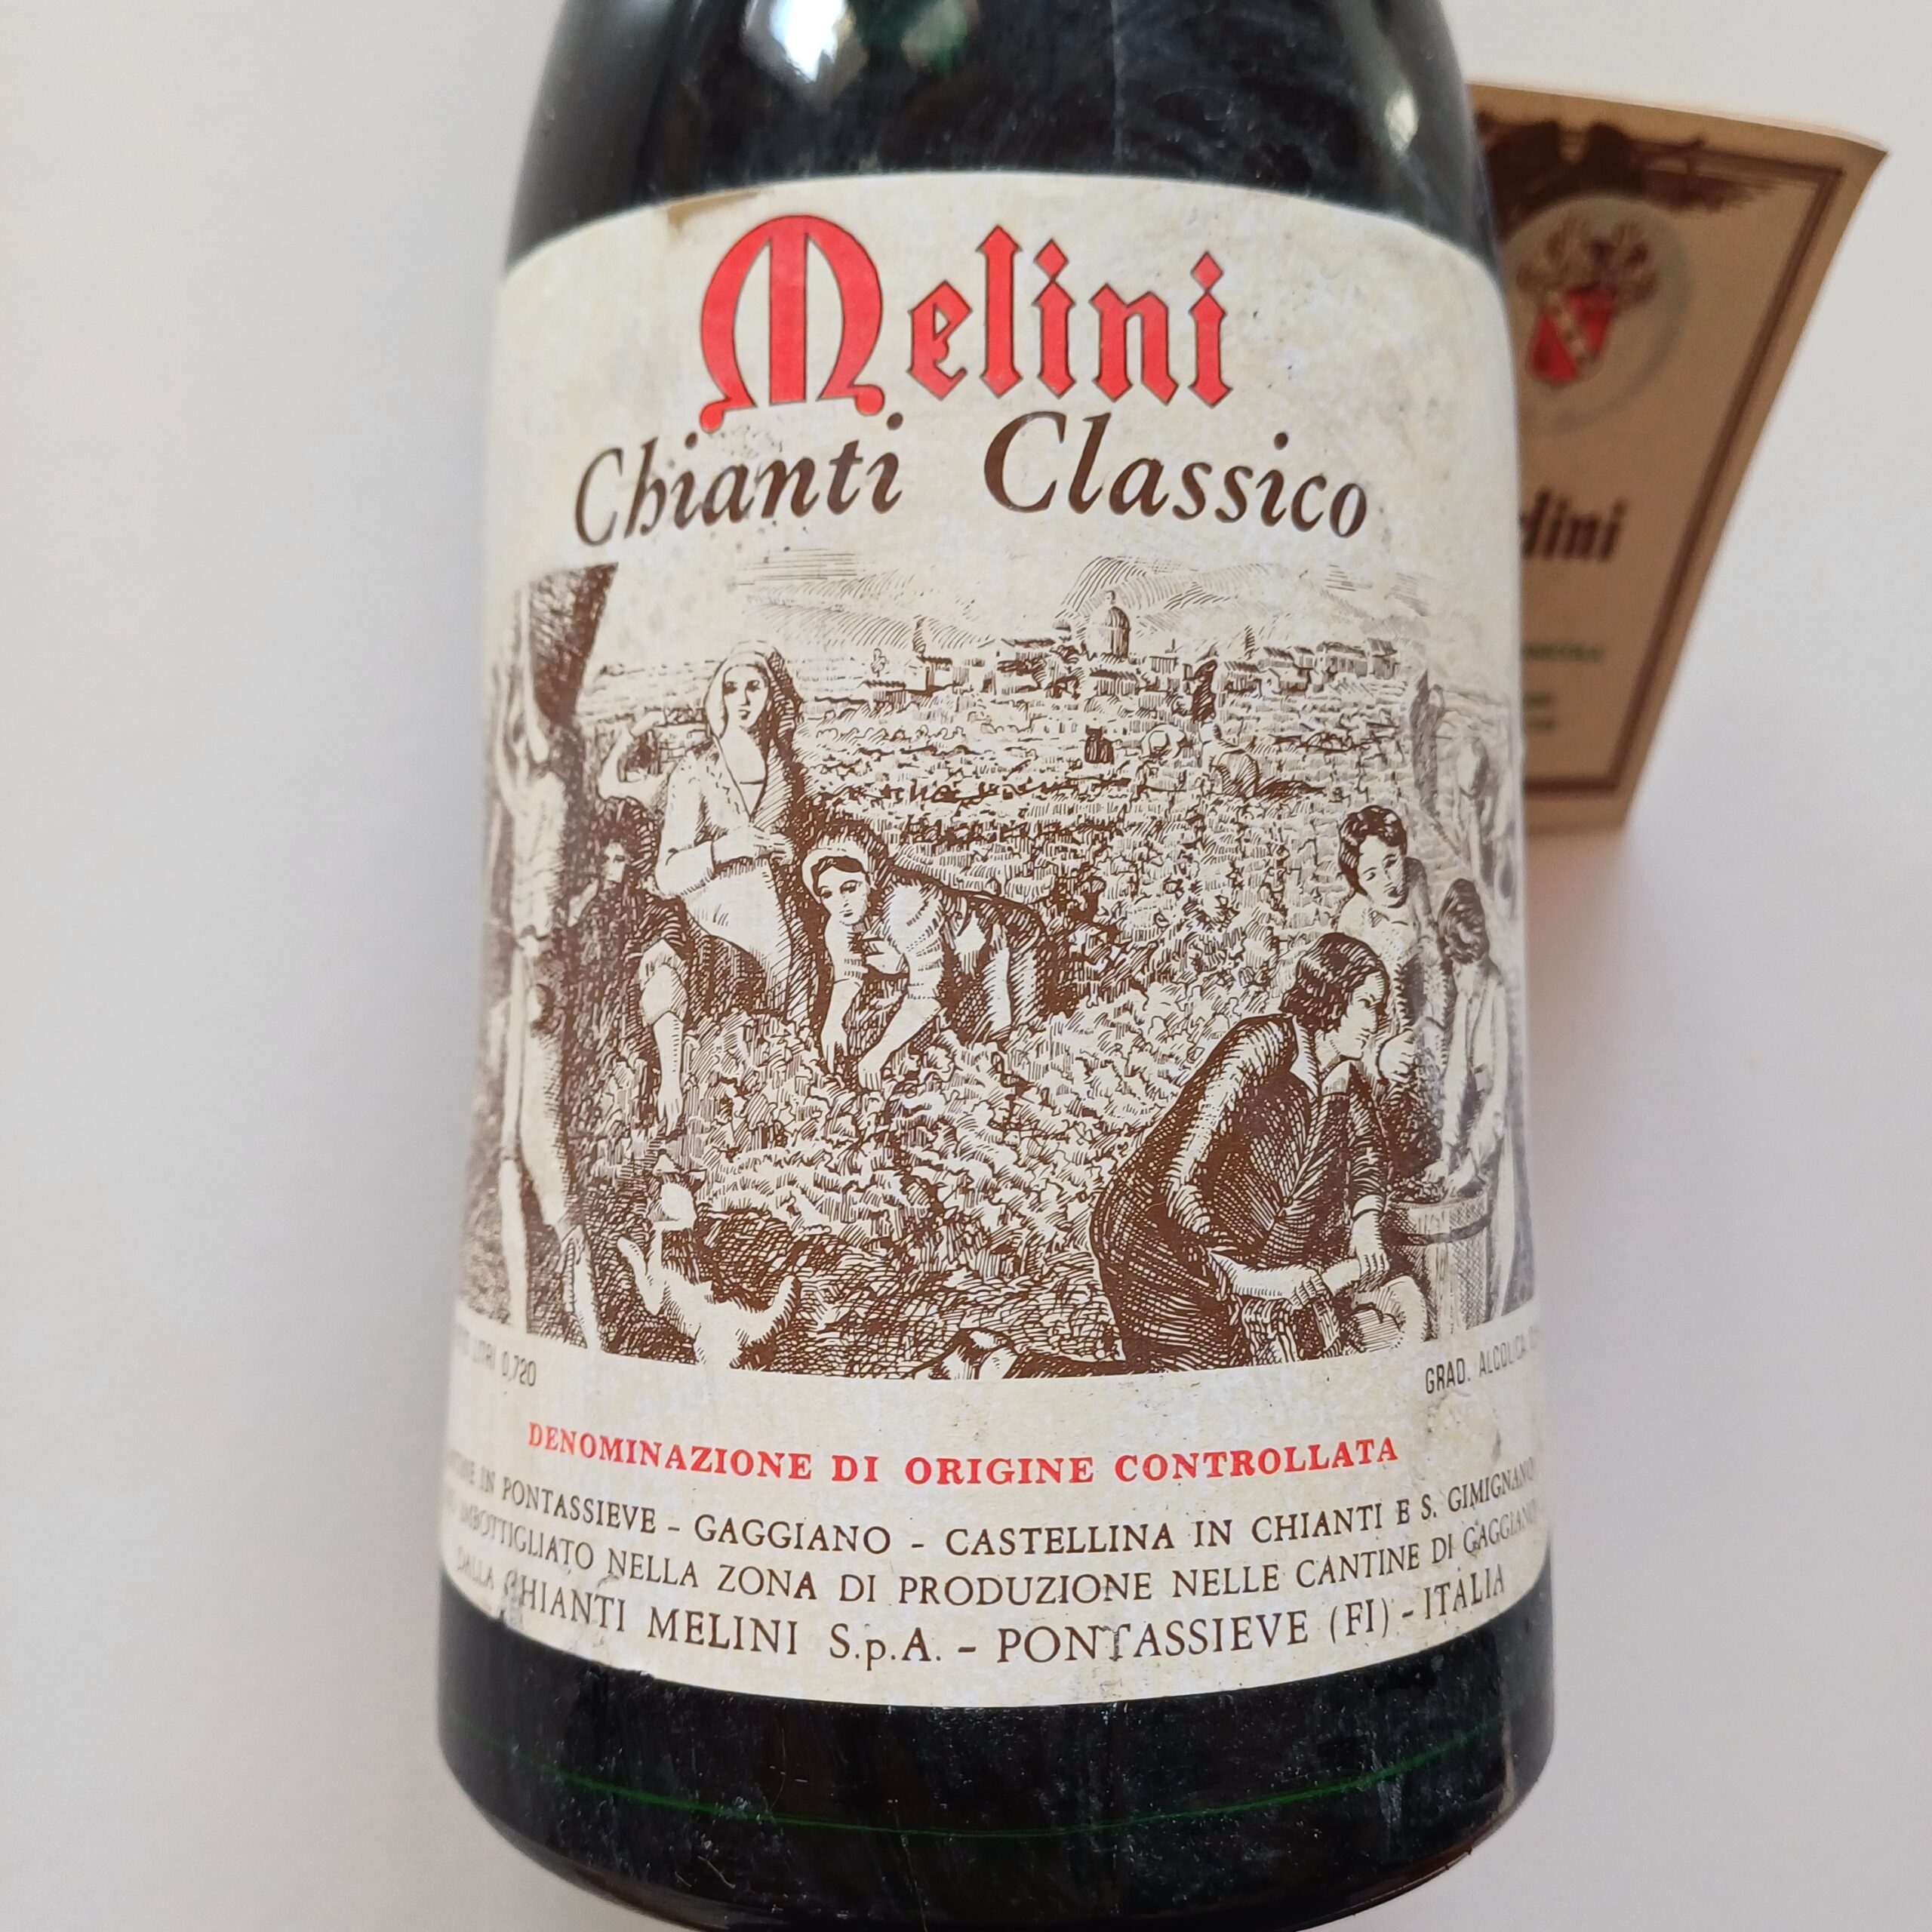 Melini
Chianti Classico
LITRI 0,720
GRAD. ALCOLICA
DENOMINAZIONE DI ORIGINE CONTROLLATA
IN PONTASSIEVE - GAGGIANO - CASTELLINA IN CHIANTI E S. GIMIGNANO
IMBOTTIGLIATO NELLA ZONA DI PRODUZIONE NELLE CANTINE DI GAGGIANO
DALLA CHIANTI MELINI S.p.A. - PONTASSIEVE (FI) - ITALIA